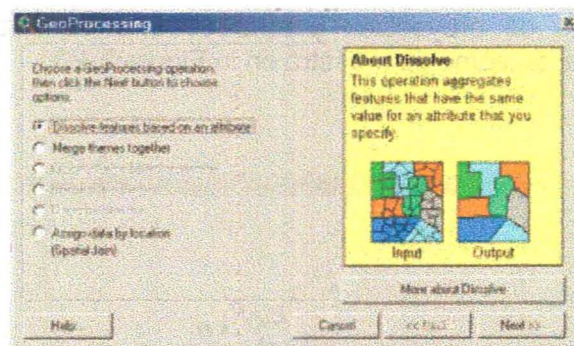 GeoProcessing
Choose a GeoProcessing operation,
then click the Next button to choose
options.
Dissolve features based on an attribute
Merge themes together
Assign data by location
(Spatial Join)
About Dissolve
This operation aggregates
features that have the same
value for an attribute that you
specify.
Input Output
More about Dissolve
Help Cancel << Back Next >>